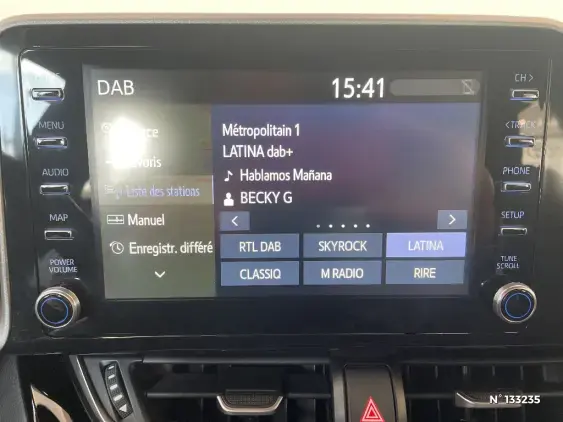 DAB
15:41
CH >
MENU
Métropolitain 1
< TRACK
LATINA dab+
Hablamos Mañana
AUDIO
Liste des stations
BECKY G
PHONE
MAP
Manuel
< >
SETUP
Enregistr. différé
RTL DAB SKYROCK LATINA
POWER
VOLUME
CLASSIQ M RADIO RIRE
TUNE
SCROLL
N°133235